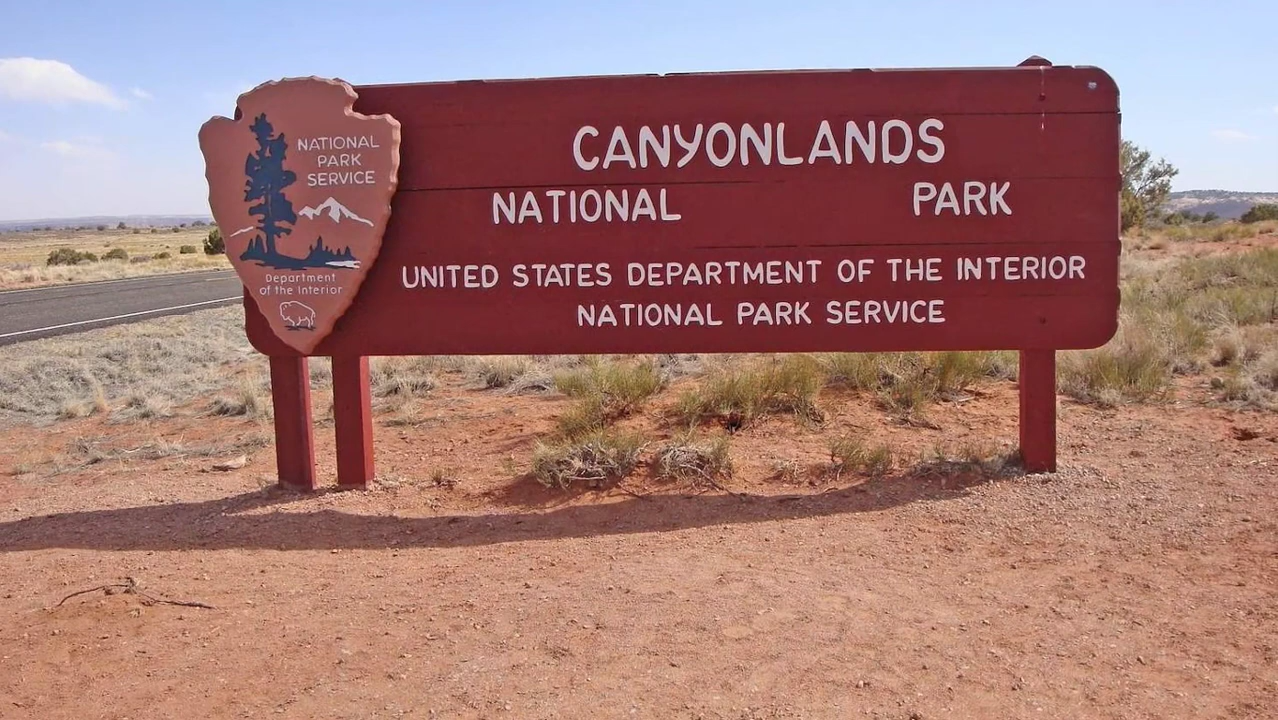 NATIONAL
PARK
SERVICE
Department
of the Interior
CANYONLANDS
NATIONAL PARK
UNITED STATES DEPARTMENT OF THE INTERIOR
NATIONAL PARK SERVICE